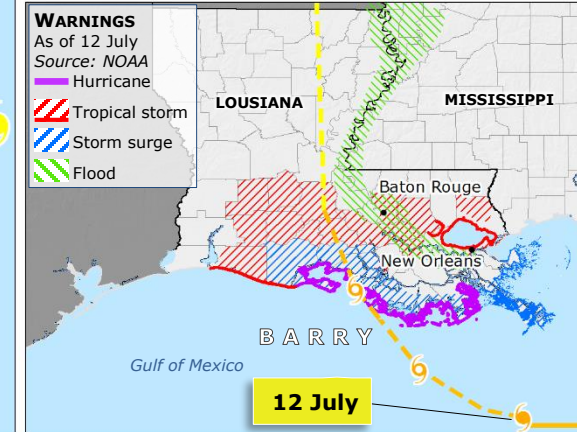 WARNINGS
As of 12 July
Source: NOAA
Hurricane
Tropical storm
Storm surge
Flood
LOUSIANA
MISSISSIPPI
Baton Rouge
New Orleans
BARRY
Gulf of Mexico
12 July